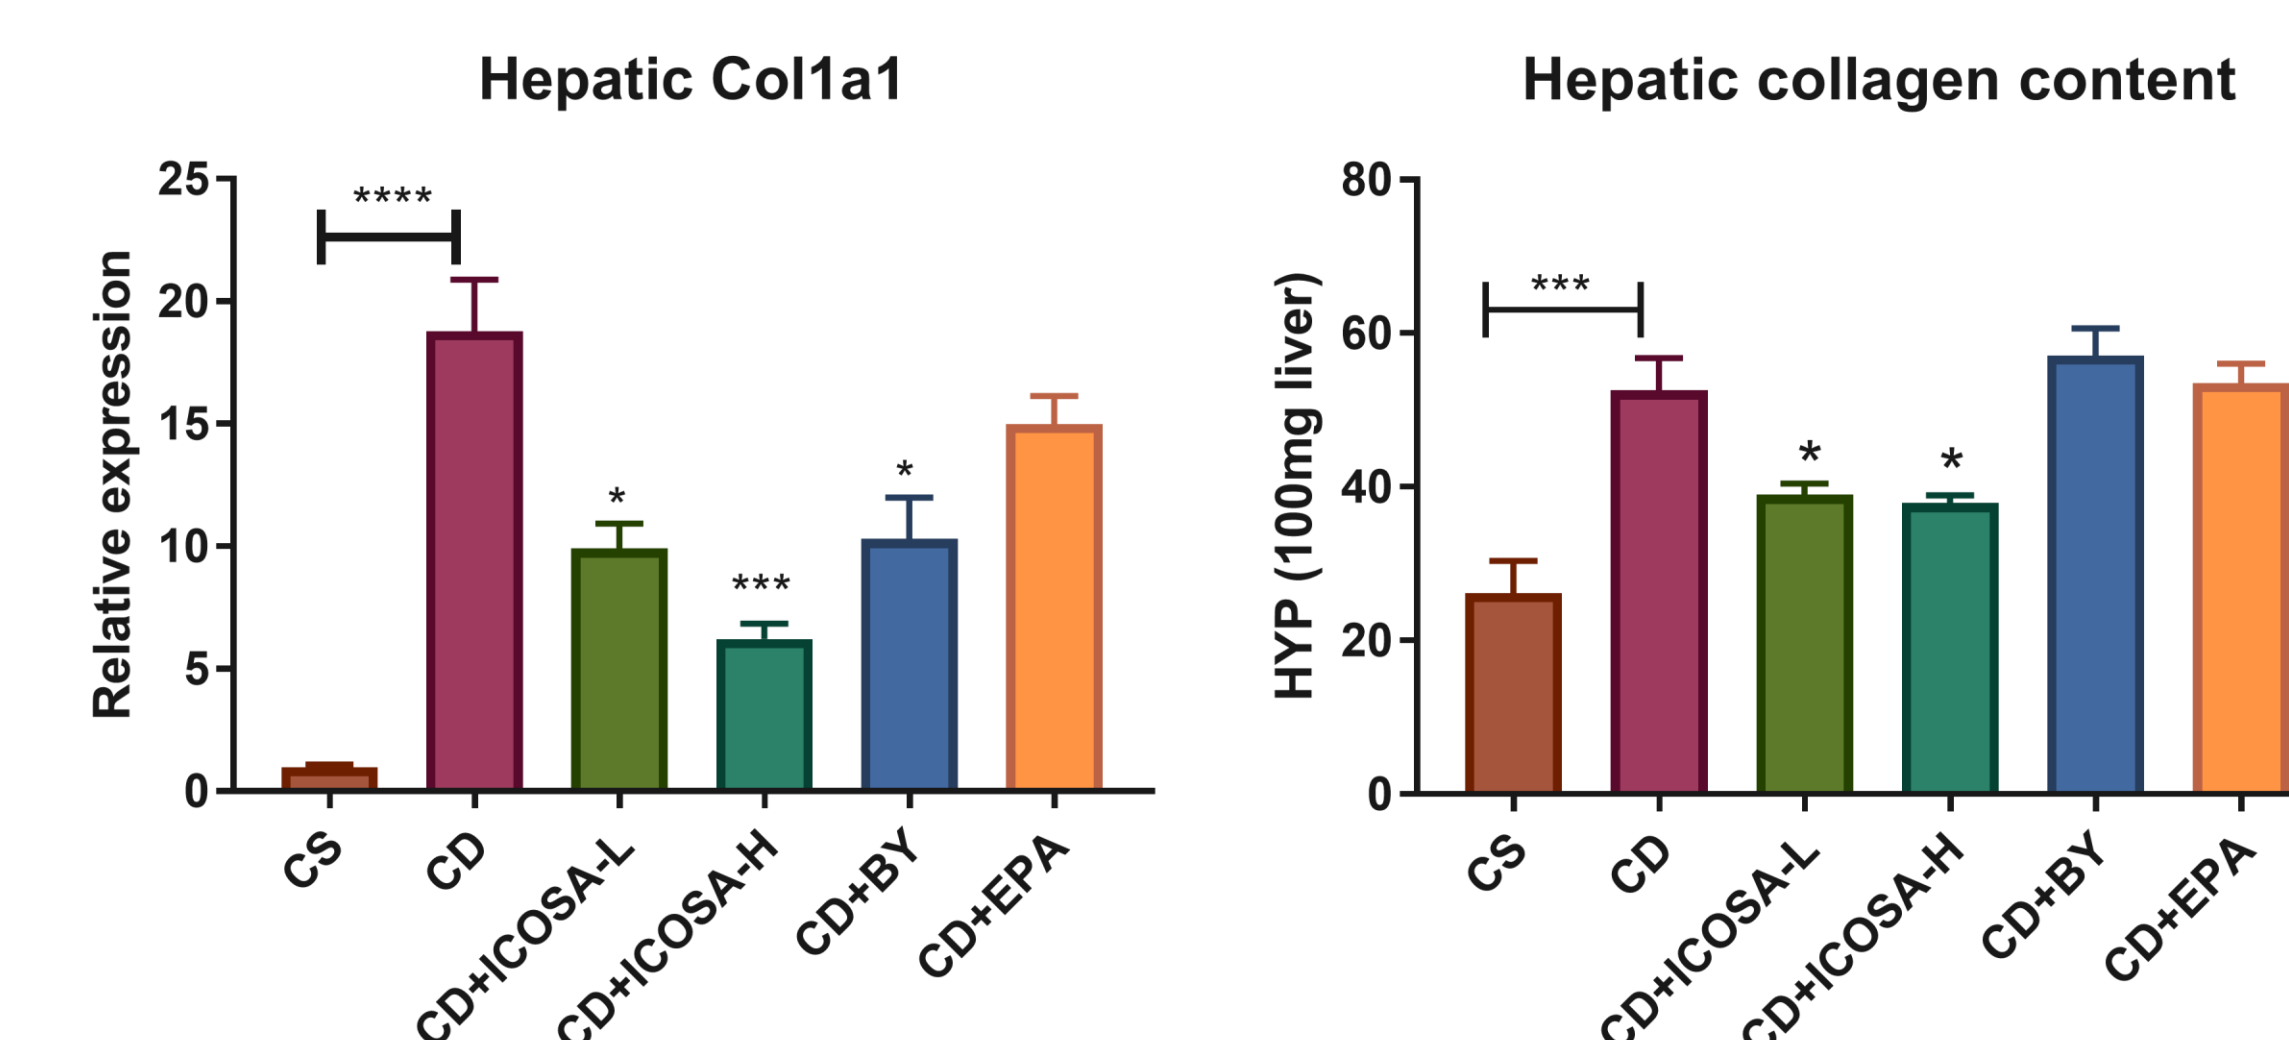 Hepatic Col1a1
Relative expression
25
20
15
10
5
0
****
*
***
*
CS
CD
CD+ICOSA-L
CD+ICOSA-H
CD+BY
CD+EPA
Hepatic collagen content
HYP (100mg liver)
80
60
40
20
0
***
*
*
CS
CD
CD+ICOSA-L
CD+ICOSA-H
CD+BY
CD+EPA